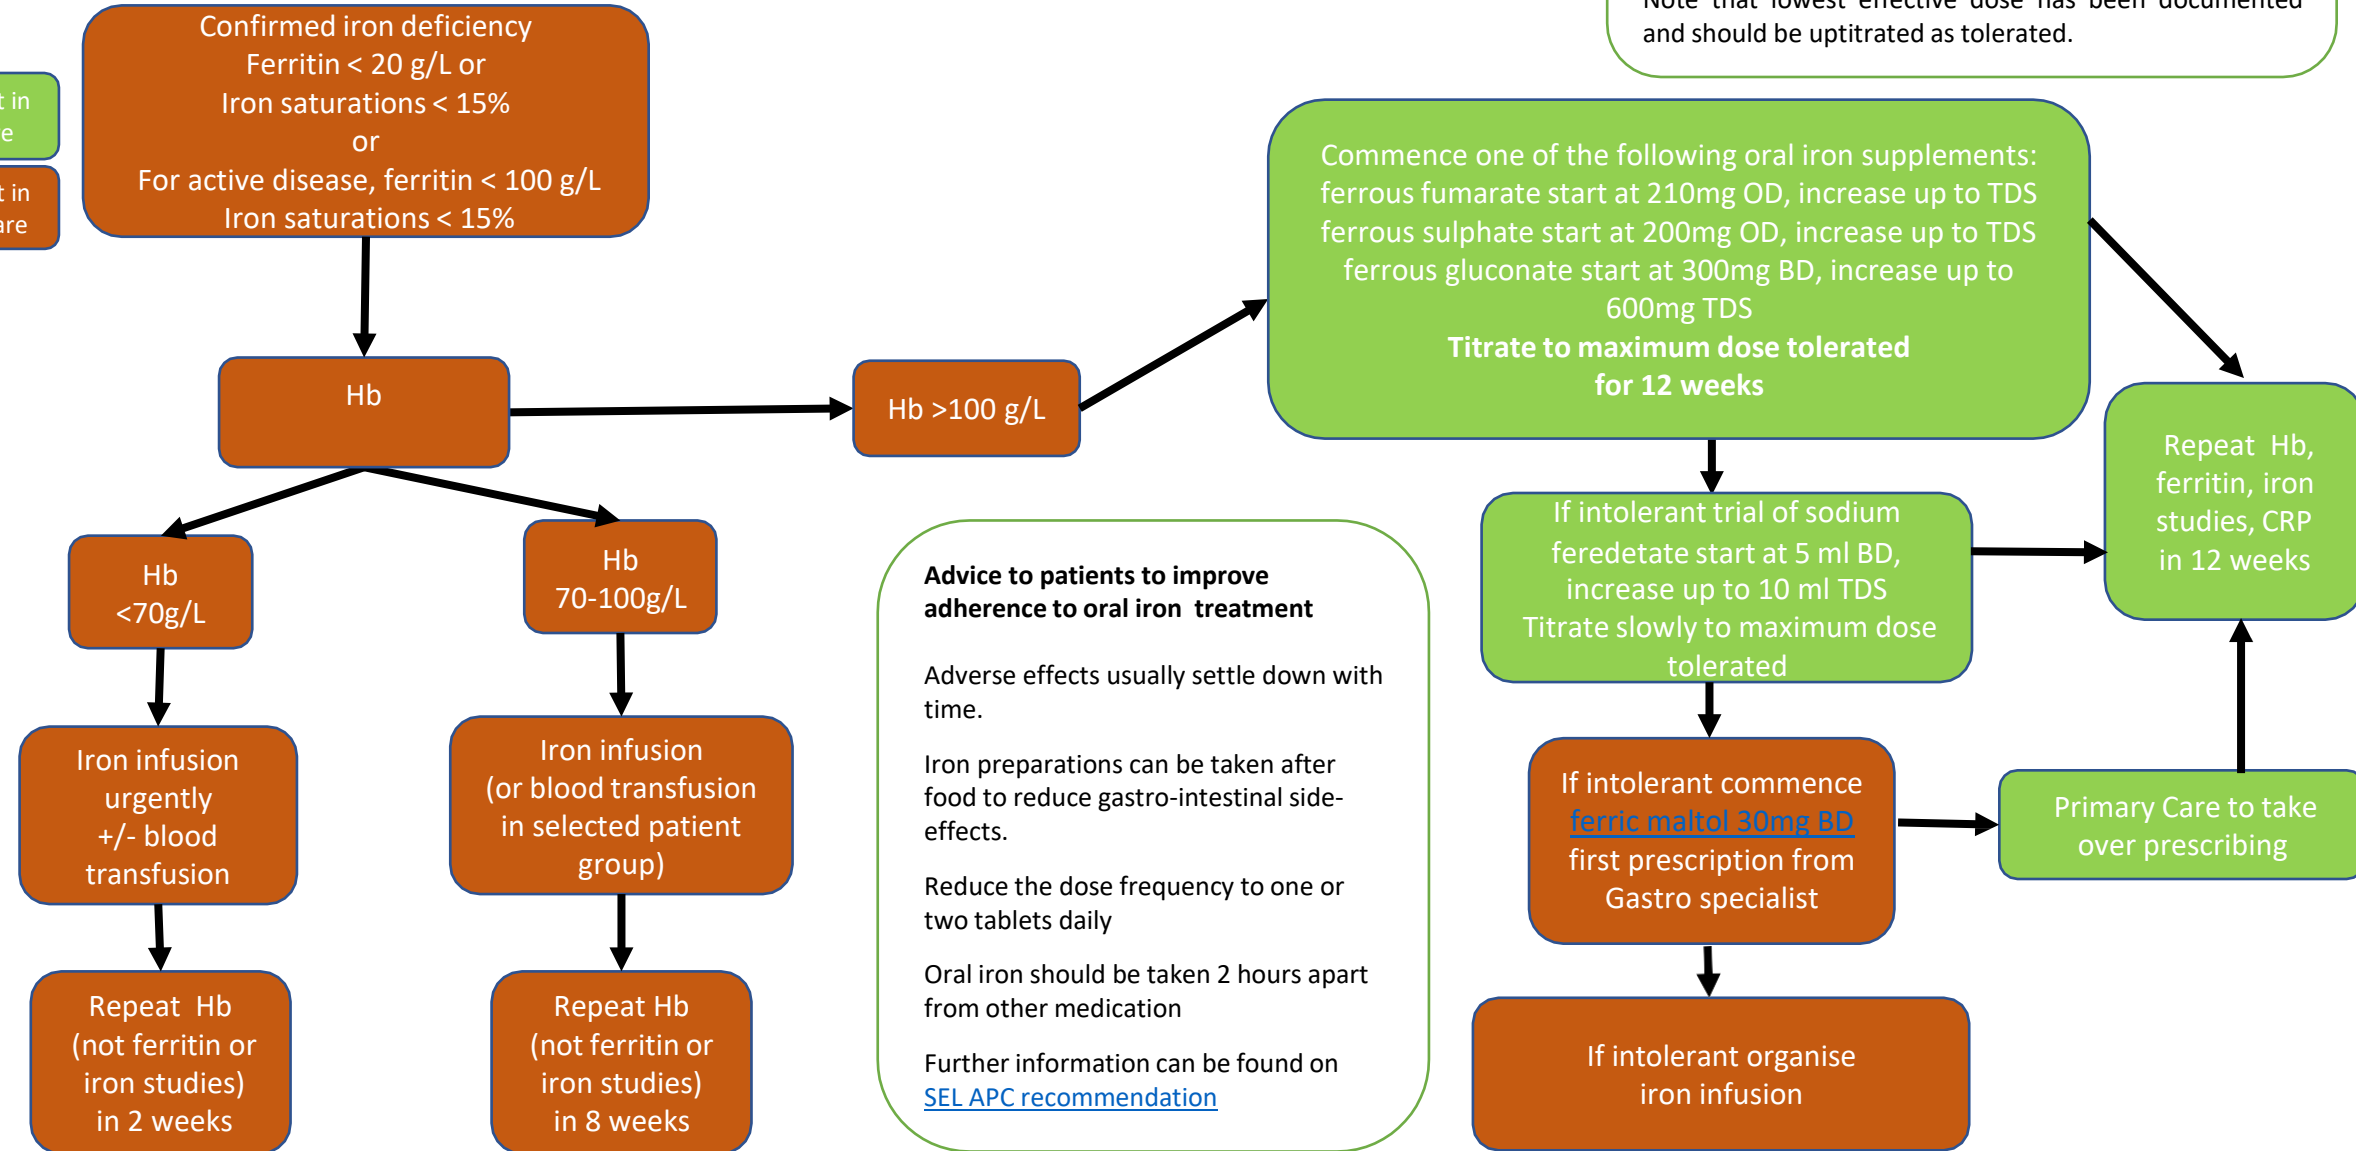 Note that lowest effective dose has been documented
and should be uptitrated as tolerated.
Confirmed iron deficiency
Ferritin < 20 g/L or
Iron saturations < 15%
or
For active disease, ferritin < 100 g/L
Iron saturations < 15%
t in
e
t in
are
Hb
Hb >100 g/L
Hb
<70g/L
Hb
70-100g/L
Iron infusion
urgently
+/- blood
transfusion
Iron infusion
(or blood transfusion
in selected patient
group)
Repeat Hb
(not ferritin or
iron studies)
in 2 weeks
Repeat Hb
(not ferritin or
iron studies)
in 8 weeks
Advice to patients to improve
adherence to oral iron treatment
Adverse effects usually settle down with
time.
Iron preparations can be taken after
food to reduce gastro-intestinal side-
effects.
Reduce the dose frequency to one or
two tablets daily
Oral iron should be taken 2 hours apart
from other medication
Further information can be found on
SEL APC recommendation
Commence one of the following oral iron supplements:
ferrous fumarate start at 210mg OD, increase up to TDS
ferrous sulphate start at 200mg OD, increase up to TDS
ferrous gluconate start at 300mg BD, increase up to
600mg TDS
Titrate to maximum dose tolerated
for 12 weeks
If intolerant trial of sodium
feredetate start at 5 ml BD,
increase up to 10 ml TDS
Titrate slowly to maximum dose
tolerated
Repeat Hb,
ferritin, iron
studies, CRP
in 12 weeks
If intolerant commence
ferric maltol 30mg BD
first prescription from
Gastro specialist
Primary Care to take
over prescribing
If intolerant organise
iron infusion